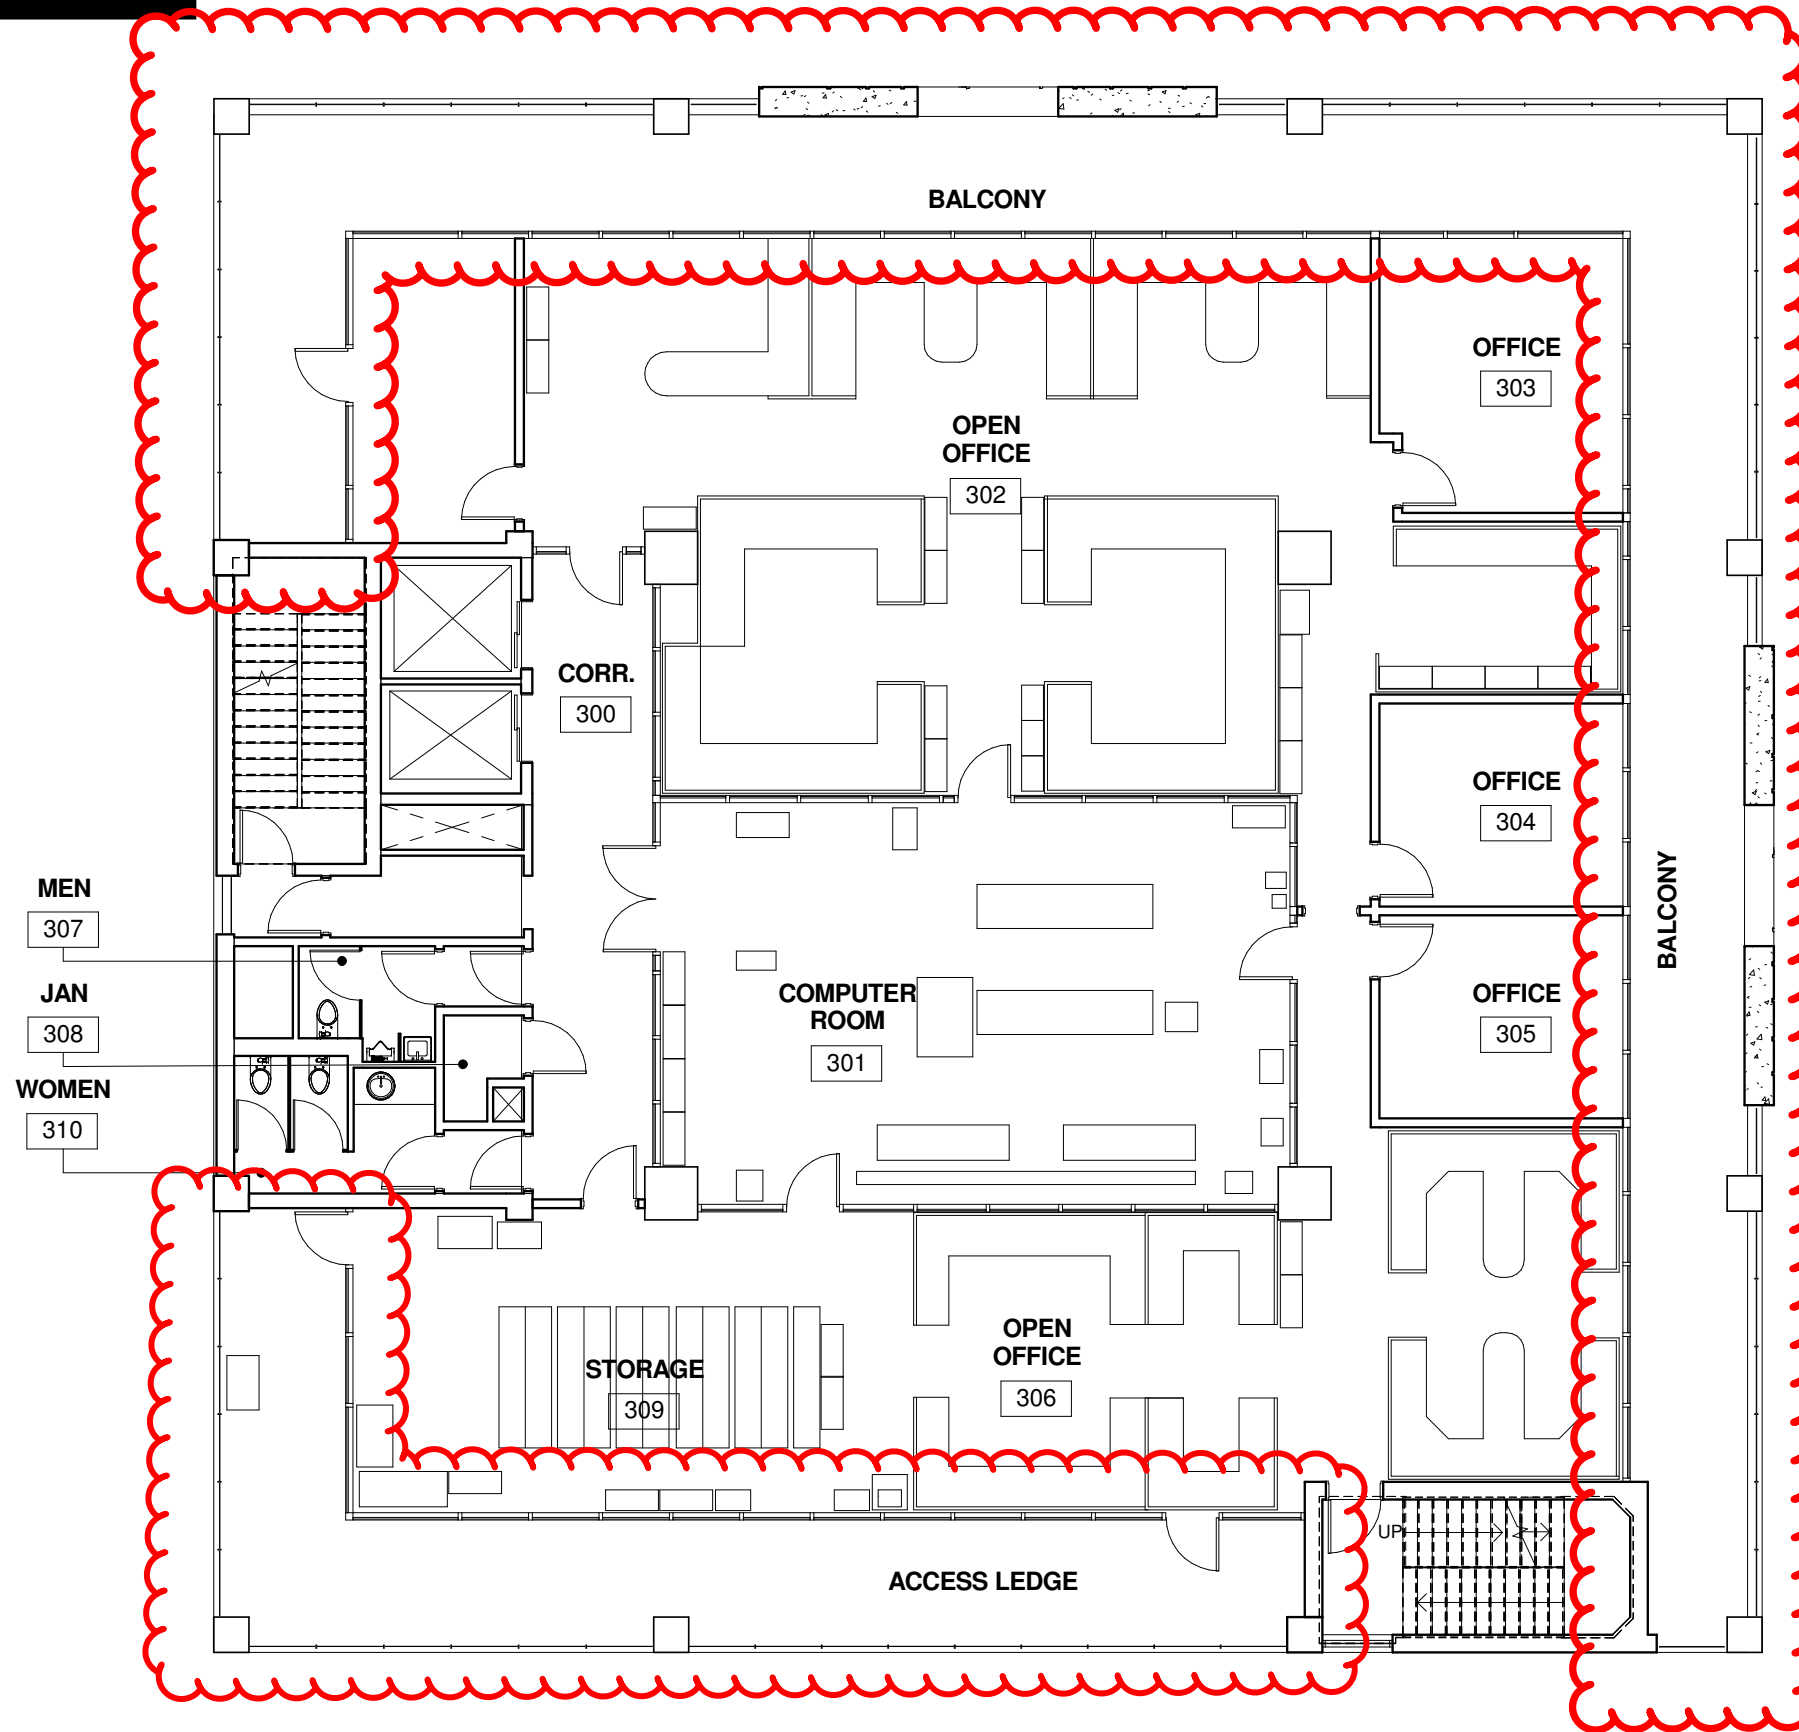 BALCONY
OFFICE
303
OPEN
OFFICE
302
CORR.
300
OFFICE
304
BALCONY
MEN
307
JAN
308
WOMEN
310
COMPUTER
ROOM
301
OFFICE
305
OPEN
OFFICE
306
STORAGE
309
UP
ACCESS LEDGE